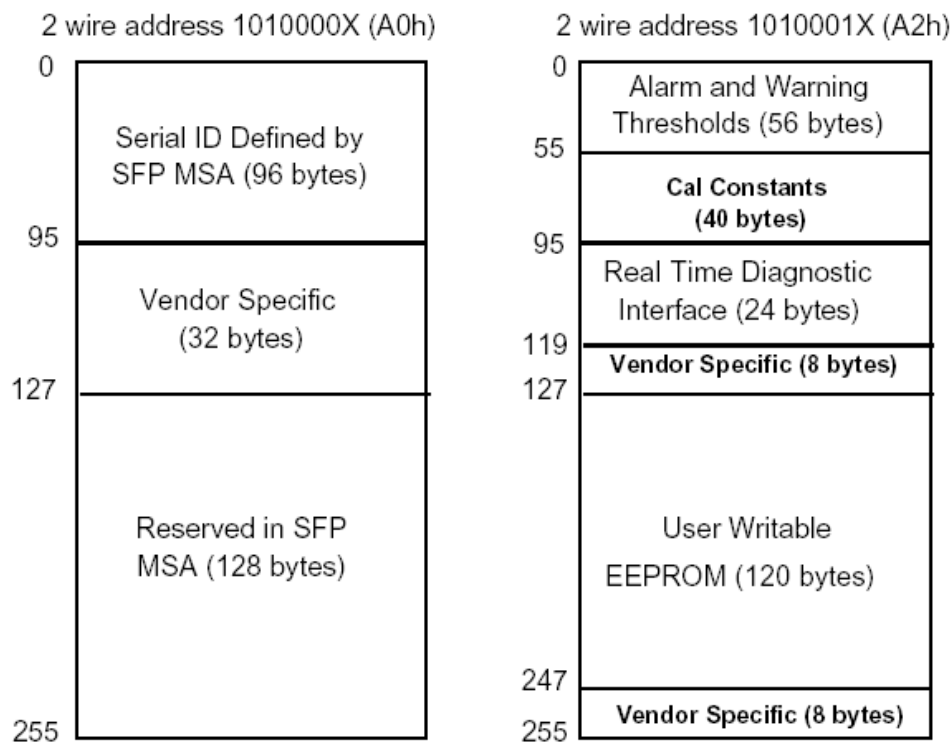 2 wire address 1010000X (A0h)
0
Serial ID Defined by
SFP MSA (96 bytes)
95
Vendor Specific
(32 bytes)
127
Reserved in SFP
MSA (128 bytes)
255
2 wire address 1010001X (A2h)
0
Alarm and Warning
Thresholds (56 bytes)
55
Cal Constants
(40 bytes)
95
Real Time Diagnostic
Interface (24 bytes)
119
Vendor Specific (8 bytes)
127
User Writable
EEPROM (120 bytes)
247
Vendor Specific (8 bytes)
255